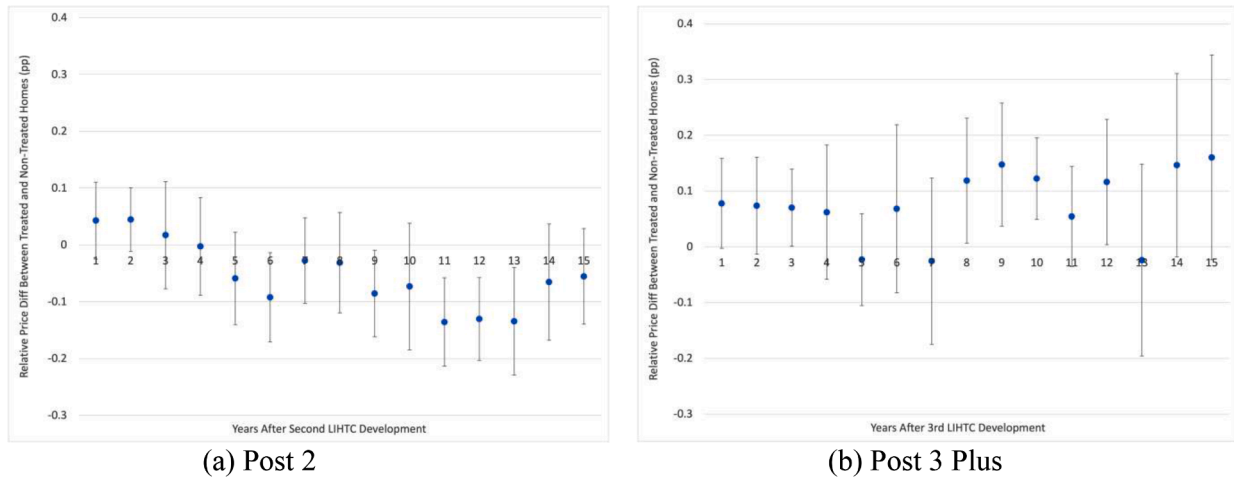 Relative Price Diff Between Treated and Non-Treated Homes (pp)
0.4
0.3
0.2
0.1
0
-0.1
-0.2
-0.3
1 2 3 4 5 6 7 8 9 10 11 12 13 14 15
Years After Second LIHTC Development
(a) Post 2
Relative Price Diff Between Treated and Non-Treated Homes (pp)
0.4
0.3
0.2
0.1
0
-0.1
-0.2
-0.3
1 2 3 4 5 6 7 8 9 10 11 12 13 14 15
Years After 3rd LIHTC Development
(b) Post 3 Plus